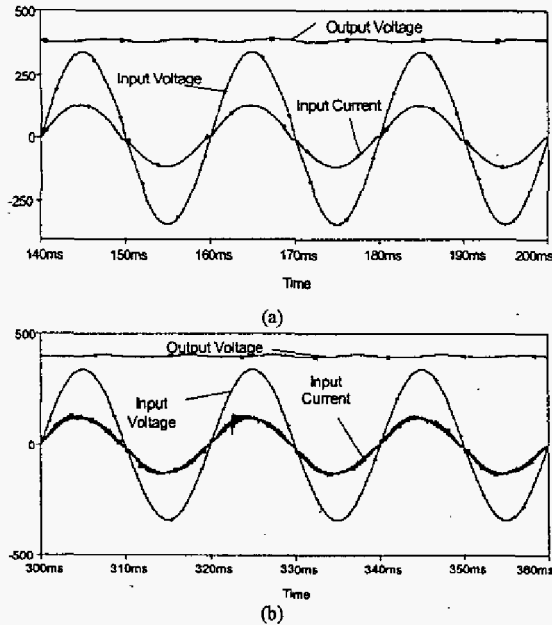 500
Output Voltage
250
Input Voltage
Input Current
0
-250
140ms 150ms 160ms 170ms 180ms 190ms 200ms
Time
(a)
500
Output Voltage
Input
Voltage
Input
Current
0
-500
300ms 310ms 320ms 330ms 340ms 350ms 360ms
Time
(b)